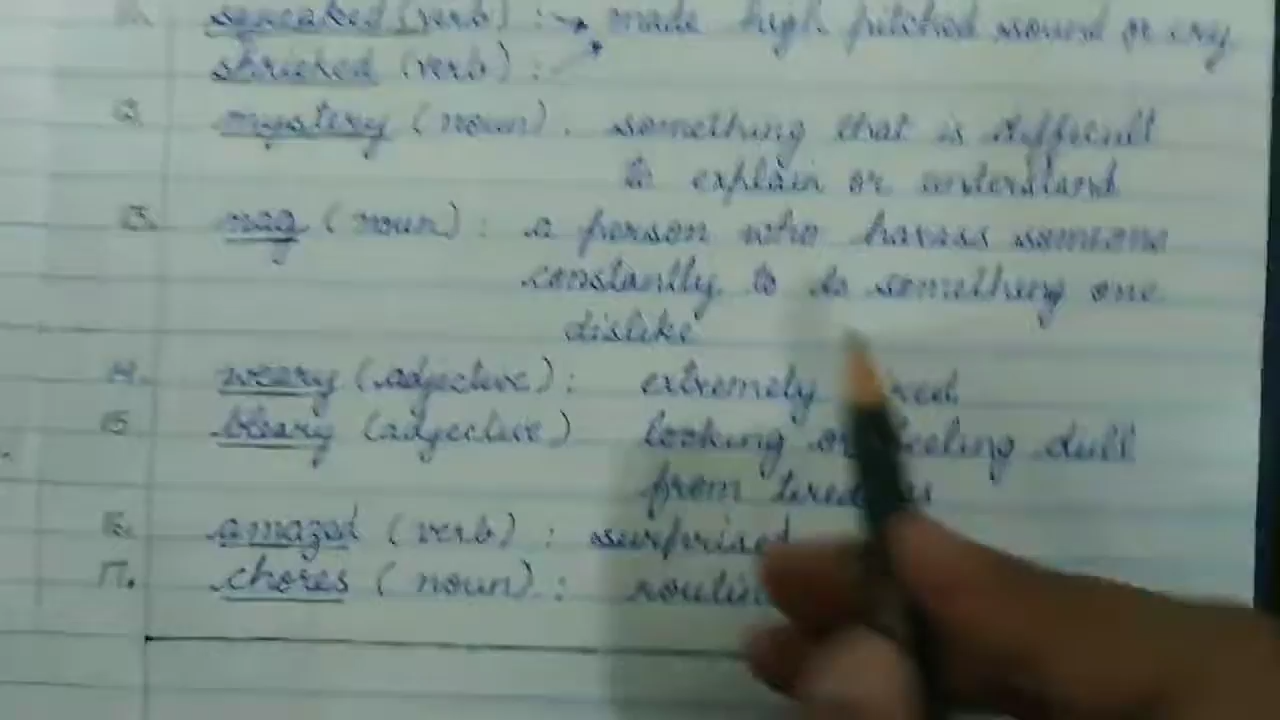 1. squeaked (verb) : made high pitched sound or cry
shrieked (verb) :
2. mystery (noun). something that is difficult
to explain or understand
3. nag (noun) : a person who harass someone
constantly to do something one
dislike
4. weary (adjective) : extremely
5 bleary (adjective) looking or feeling dull
from
6. amazed (verb) : surprised
7. chores (noun) :